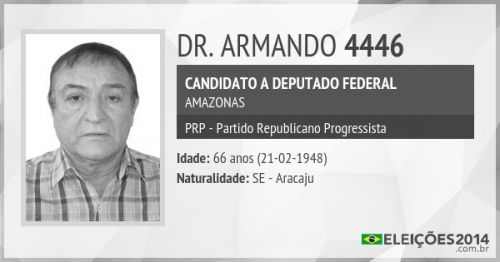 DR. ARMANDO 4446
CANDIDATO A DEPUTADO FEDERAL
AMAZONAS
PRP - Partido Republicano Progressista
Idade: 66 anos (21-02-1948)
Naturalidade: SE - Aracaju
ELEIÇÕES2014
.com.br